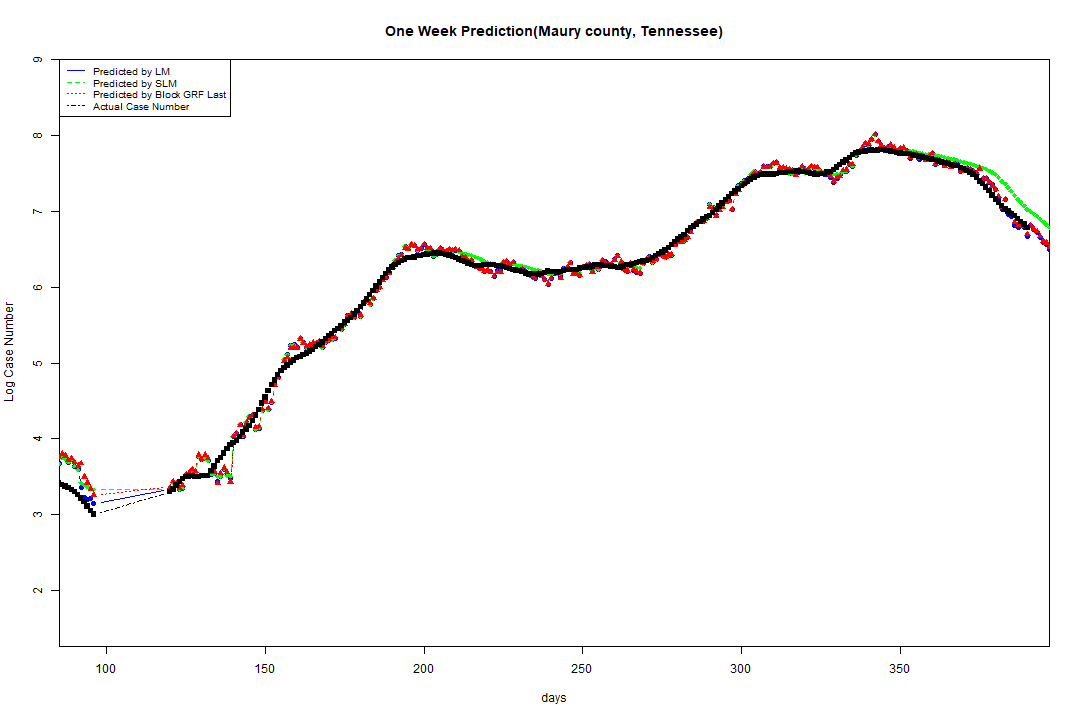 One Week Prediction(Maury county, Tennessee)
Predicted by LM
Predicted by SLM
Predicted by Block GRF Last
Actual Case Number
9
8
7
6
5
4
3
2
Log Case Number
100 150 200 250 300 350
days